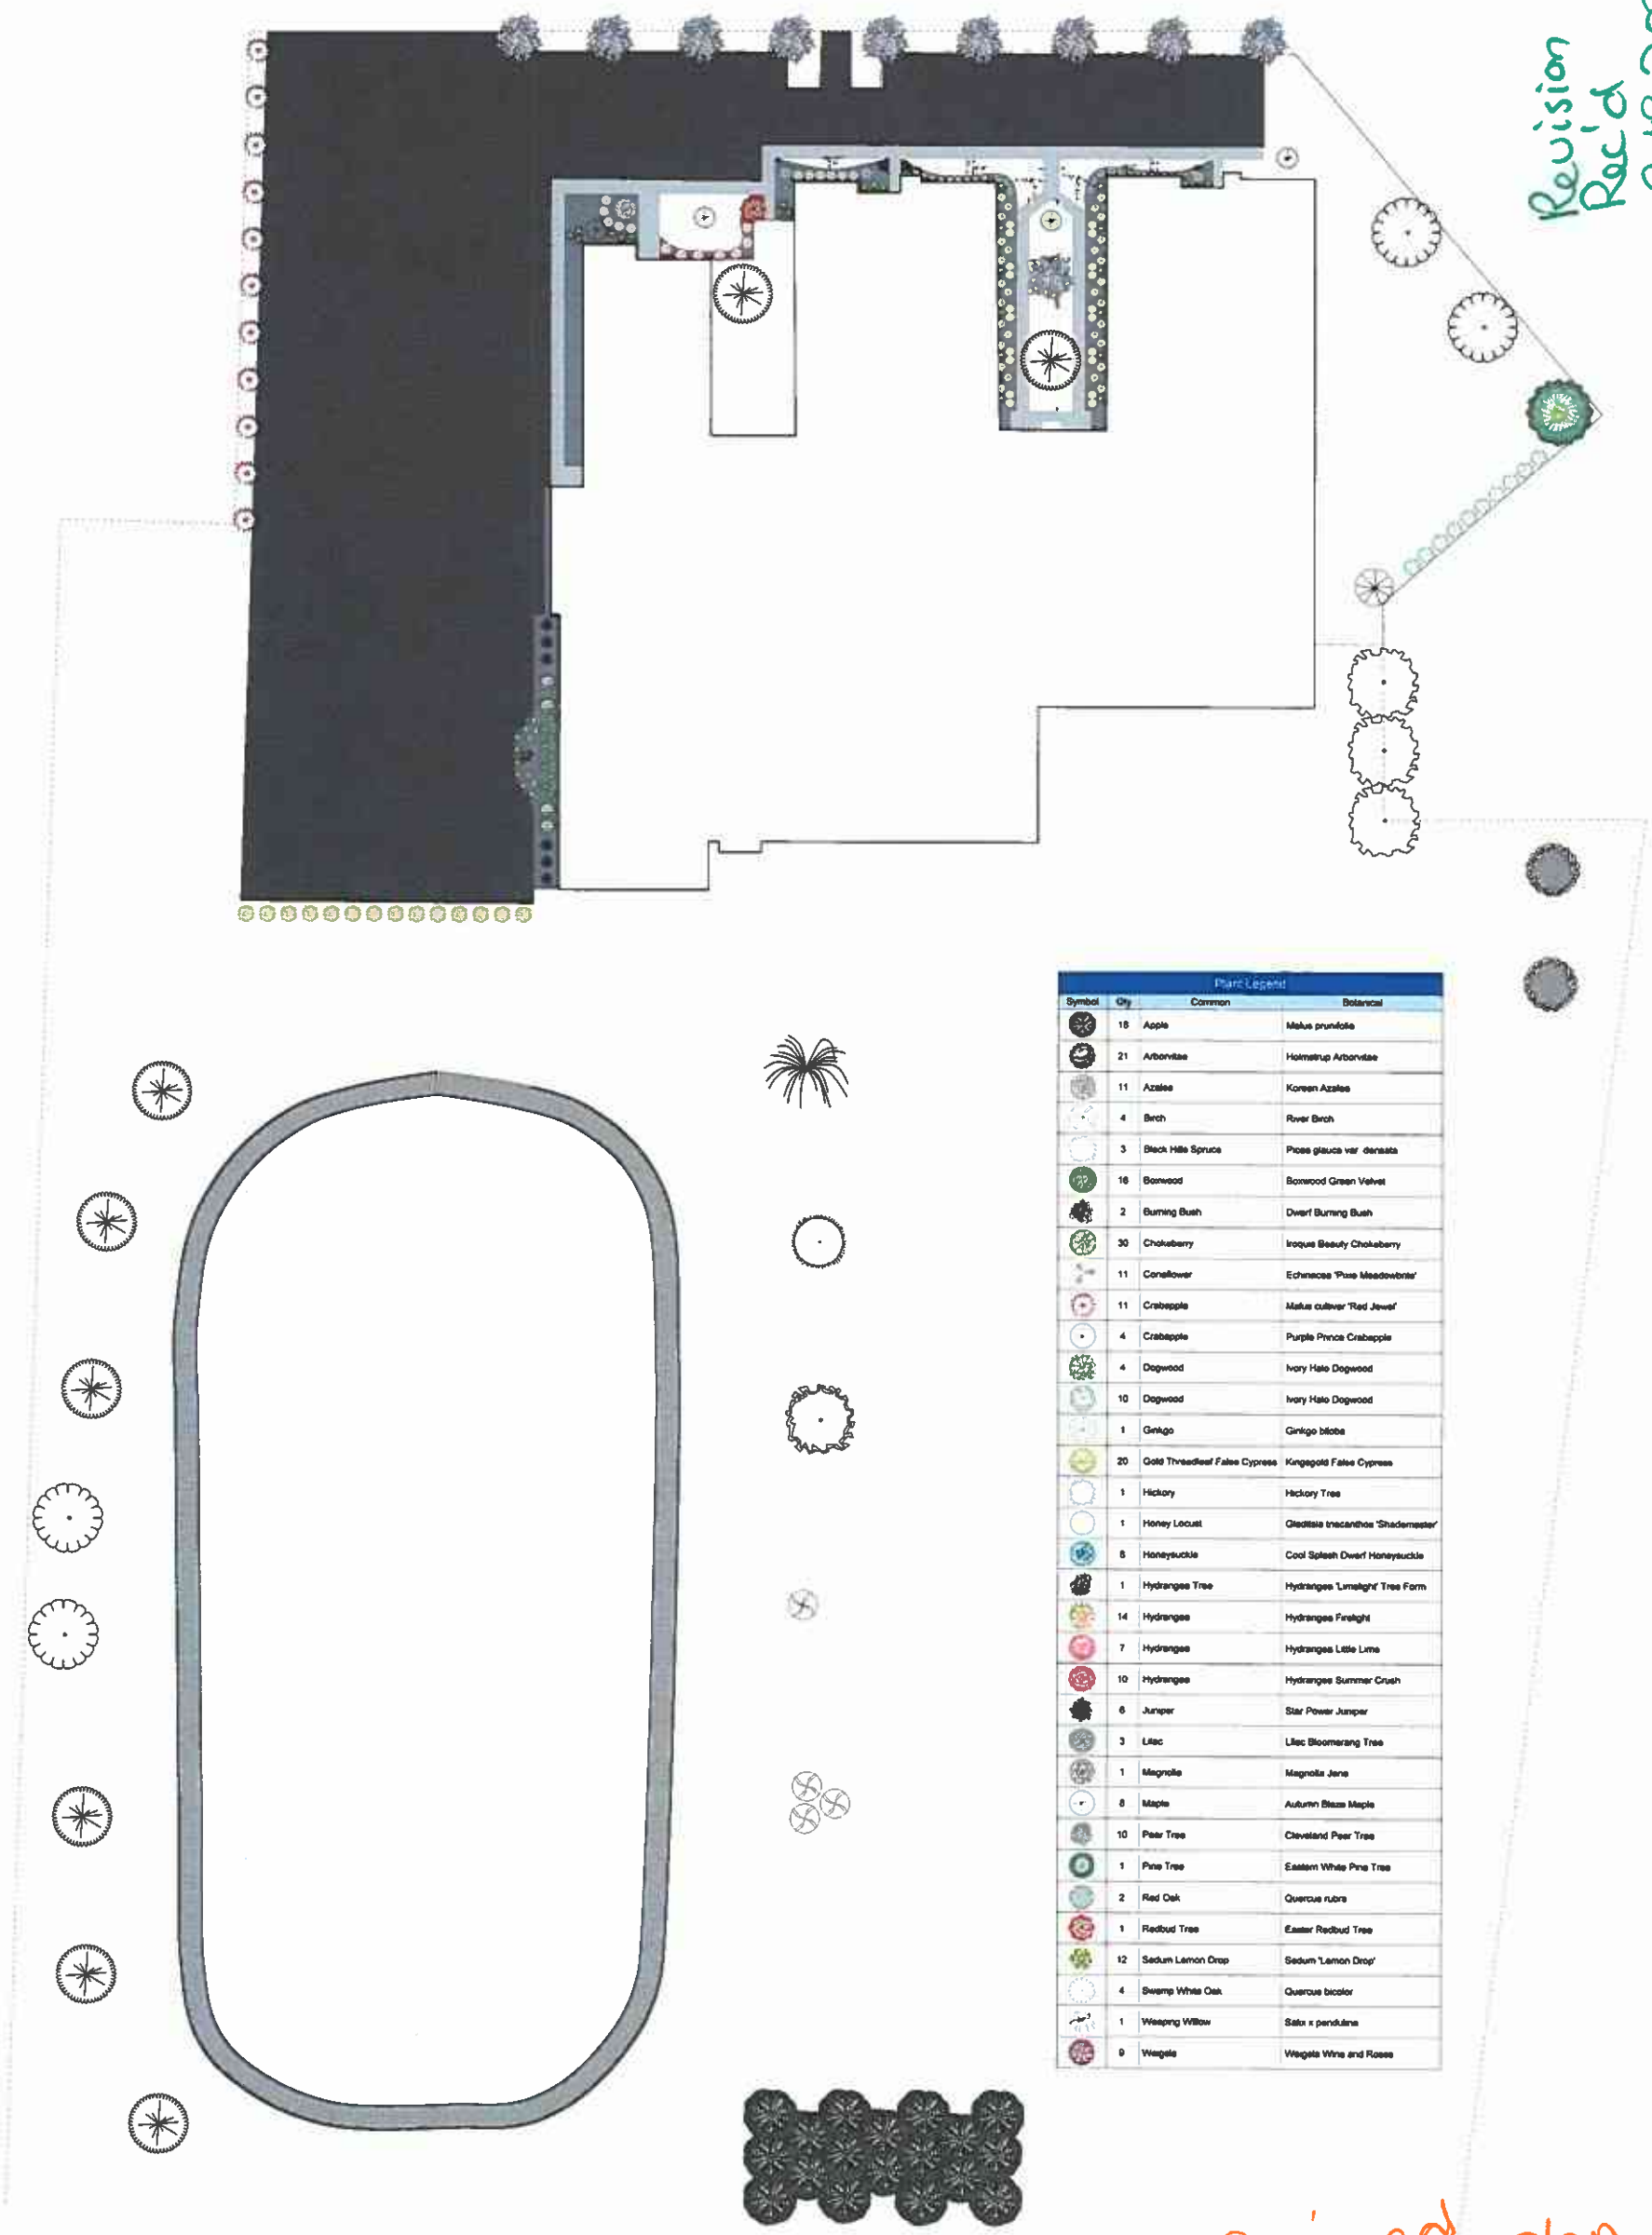 Revision
Rec'd
Plant Legend
Symbol Qty Common Botanical
18 Apple Malus prunifolia
21 Arborvitae Holmstrup Arborvitae
11 Azalea Korean Azalea
4 Birch River Birch
3 Black Hills Spruce Picea glauca var densata
16 Boxwood Boxwood Green Velvet
2 Burning Bush Dwarf Burning Bush
30 Chokeberry Iroquis Beauty Chokeberry
11 Coneflower Echinacea 'Pixie Meadowbrite'
11 Crabapple Malus cultivar 'Red Jewel'
4 Crabapple Purple Prince Crabapple
4 Dogwood Ivory Halo Dogwood
10 Dogwood Ivory Halo Dogwood
1 Ginkgo Ginkgo biloba
20 Gold Threadleaf False Cypress Kingsgold False Cypress
1 Hickory Hickory Tree
1 Honey Locust Gleditsia triacanthos 'Shademaster'
8 Honeysuckle Cool Splash Dwarf Honeysuckle
1 Hydrangea Tree Hydrangea 'Limelight' Tree Form
14 Hydrangea Hydrangea Firelight
7 Hydrangea Hydrangea Little Lime
10 Hydrangea Hydrangea Summer Crush
6 Juniper Star Power Juniper
3 Lilac Lilac Bloomerang Tree
1 Magnolia Magnolia Jane
8 Maple Autumn Blaze Maple
10 Pear Tree Cleveland Pear Tree
1 Pine Tree Eastern White Pine Tree
2 Red Oak Quercus rubra
1 Redbud Tree Easter Redbud Tree
12 Sedum Lemon Drop Sedum 'Lemon Drop'
4 Swamp White Oak Quercus bicolor
1 Weeping Willow Salix x pendulina
9 Weigela Weigela Wine and Roses